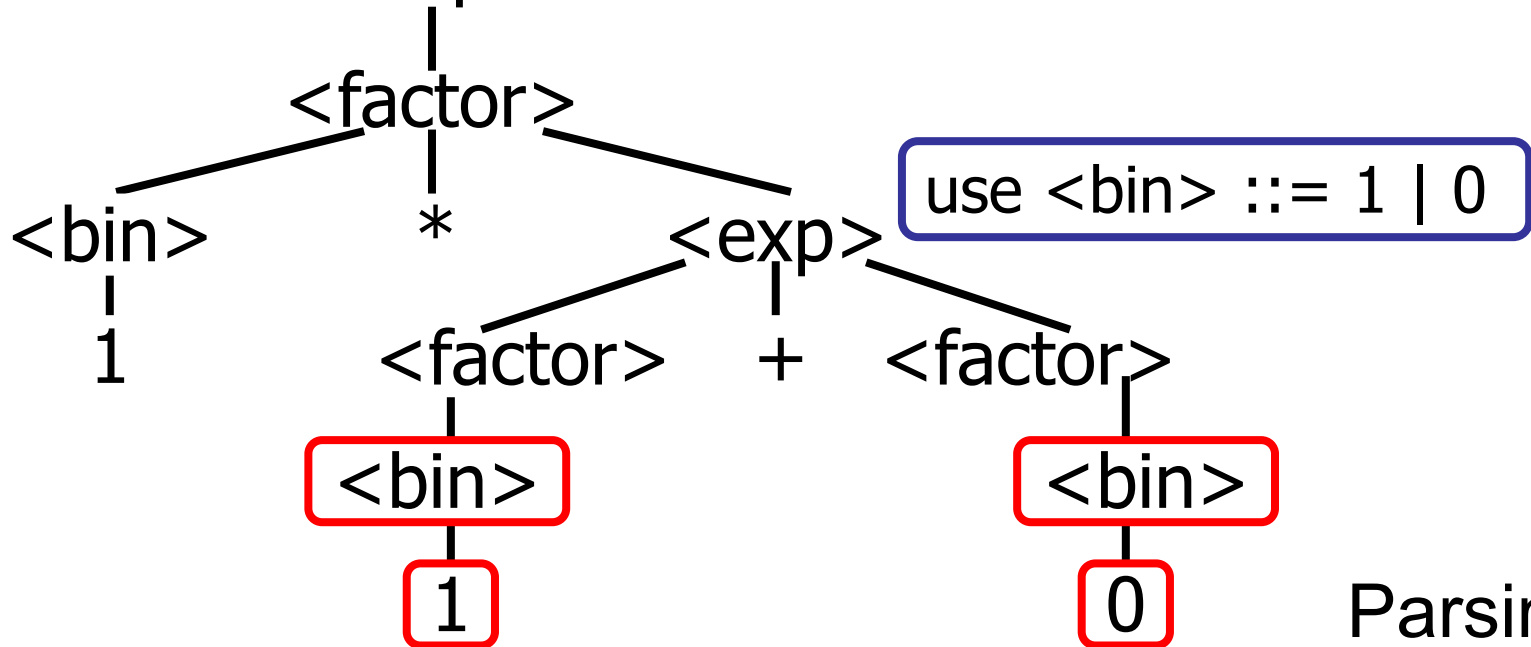 <factor>
<bin> * <exp> use <bin> ::= 1 | 0
1 <factor> + <factor>
<bin> <bin>
1 0